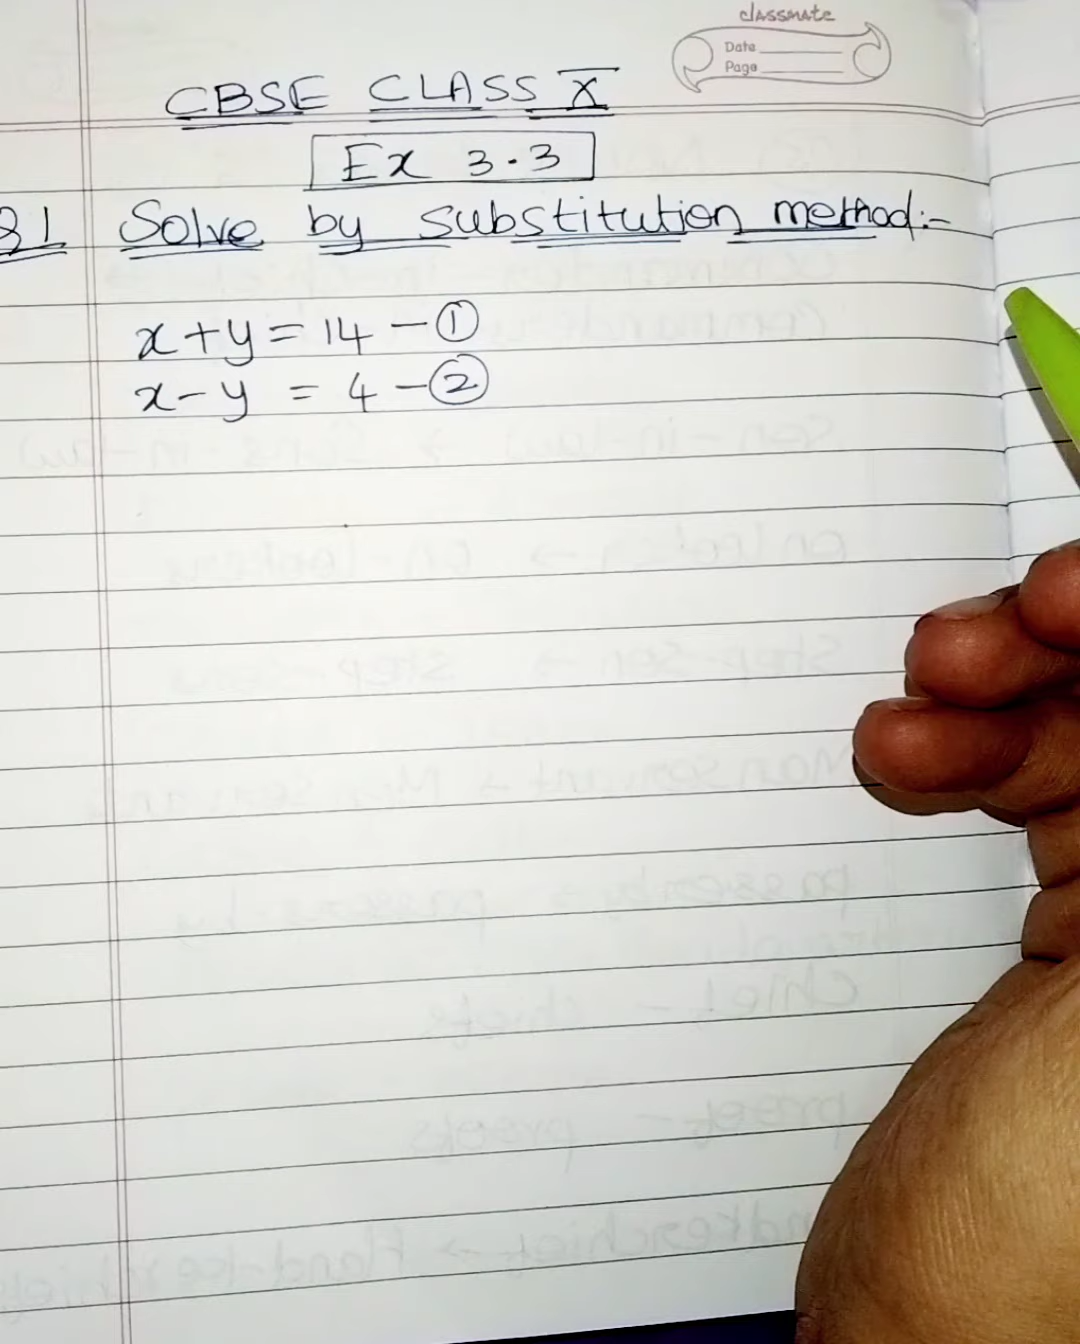 classmate
Date
Page
CBSE CLASS X
Ex 3.3
Q1 Solve by substitution method:-
x+y = 14 - ①
x-y = 4 - ②